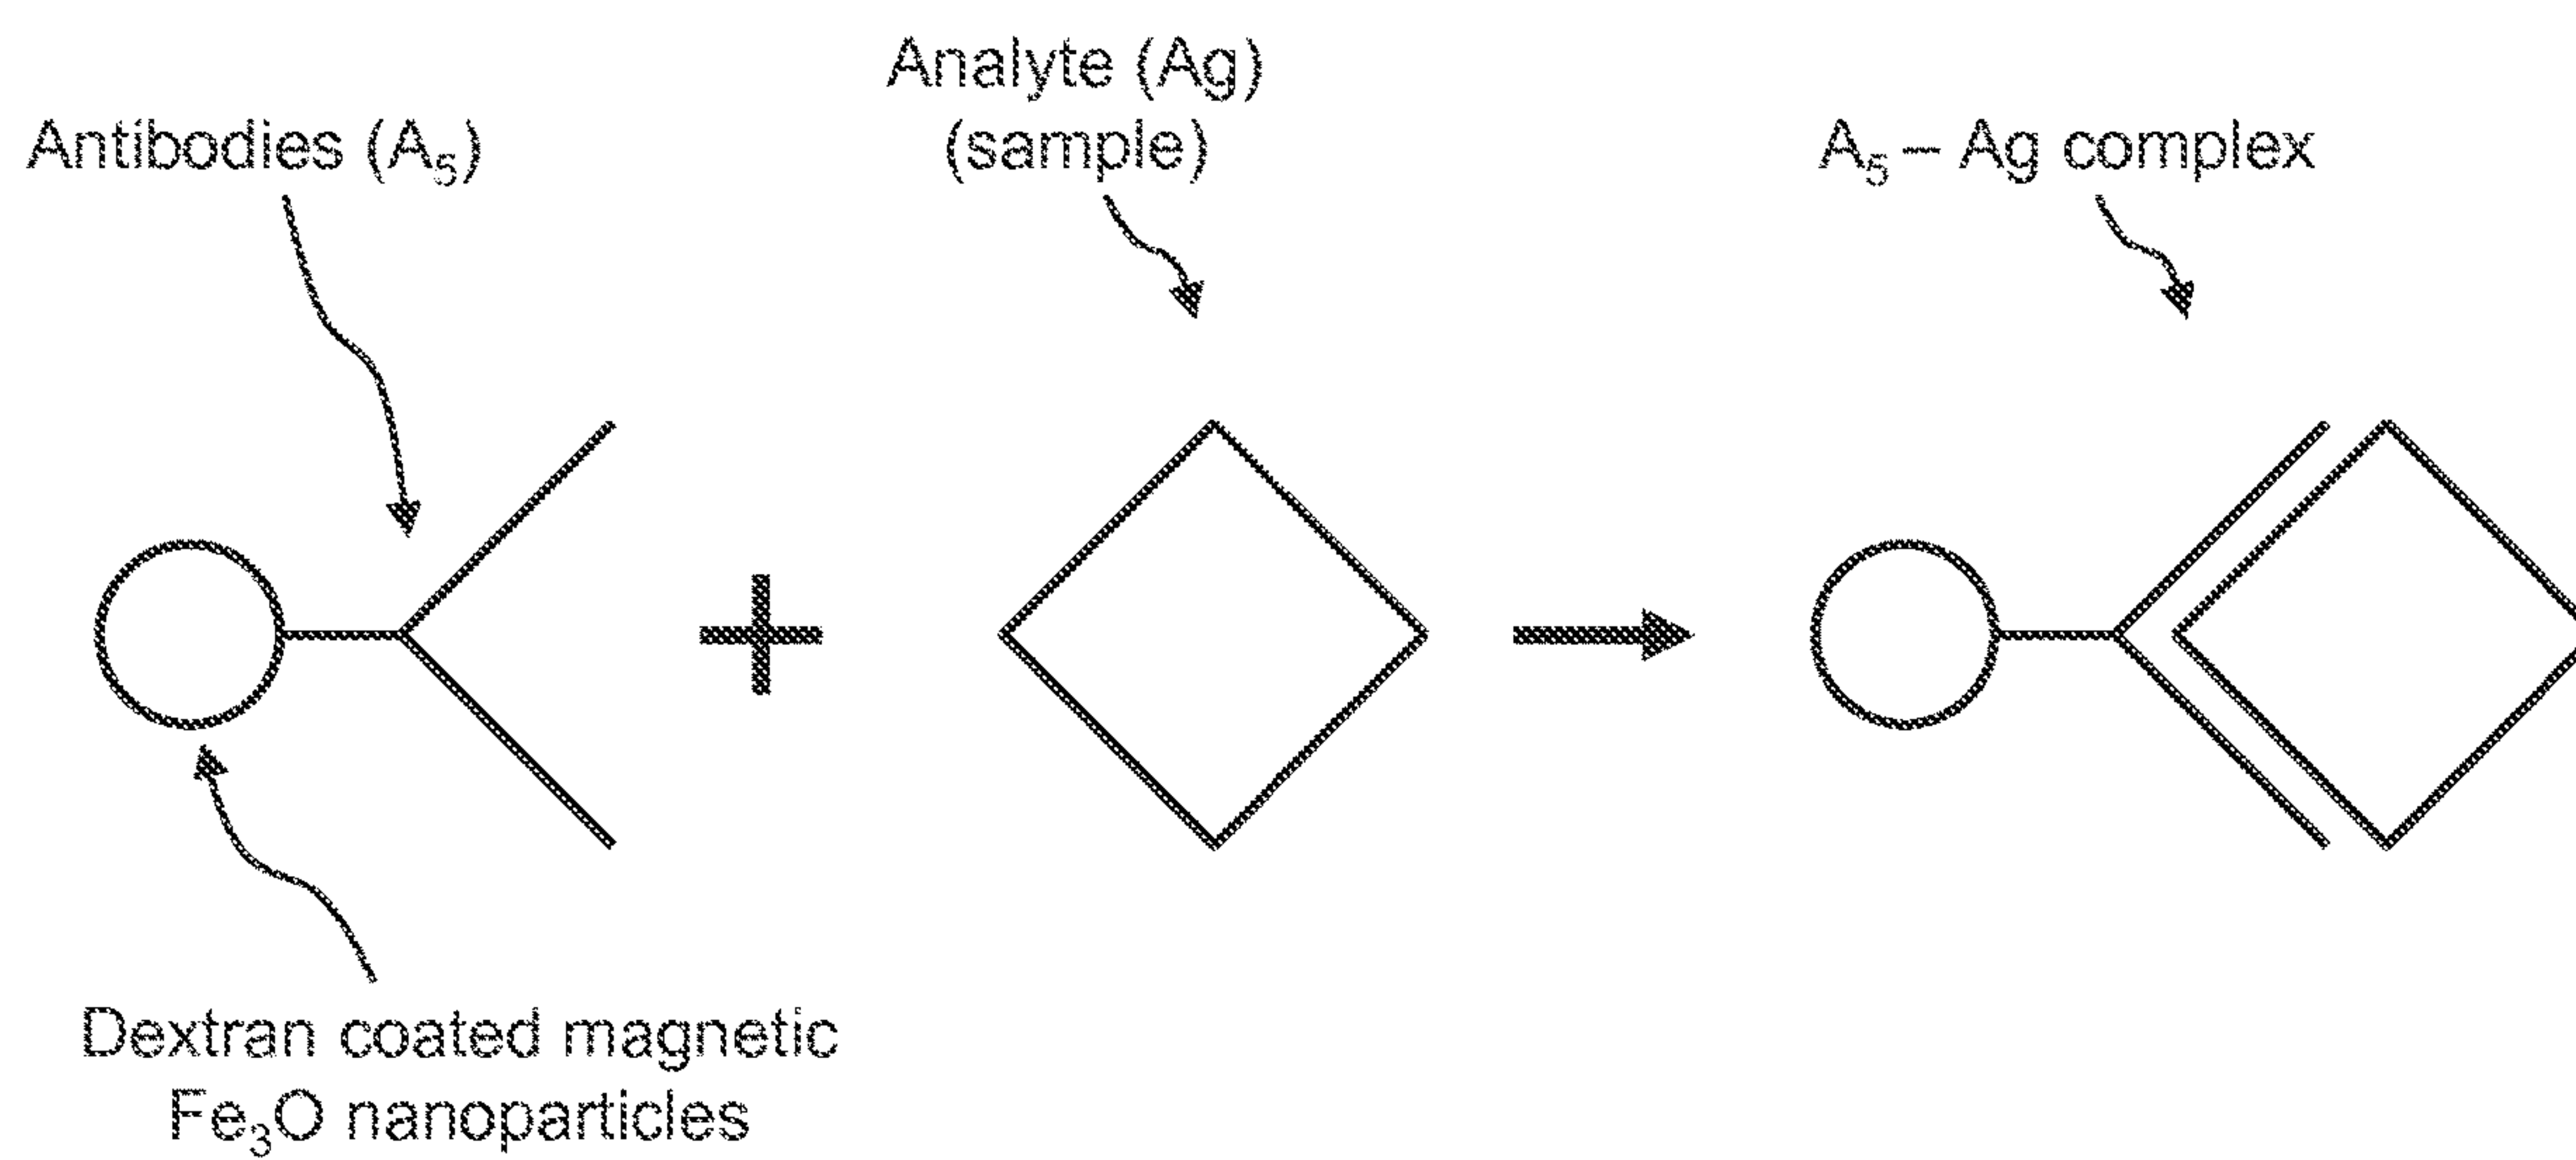 Analyte (Ag)
Antibodies (A₅)
(sample)
A₅ – Ag complex
Dextran coated magnetic
Fe₃O nanoparticles